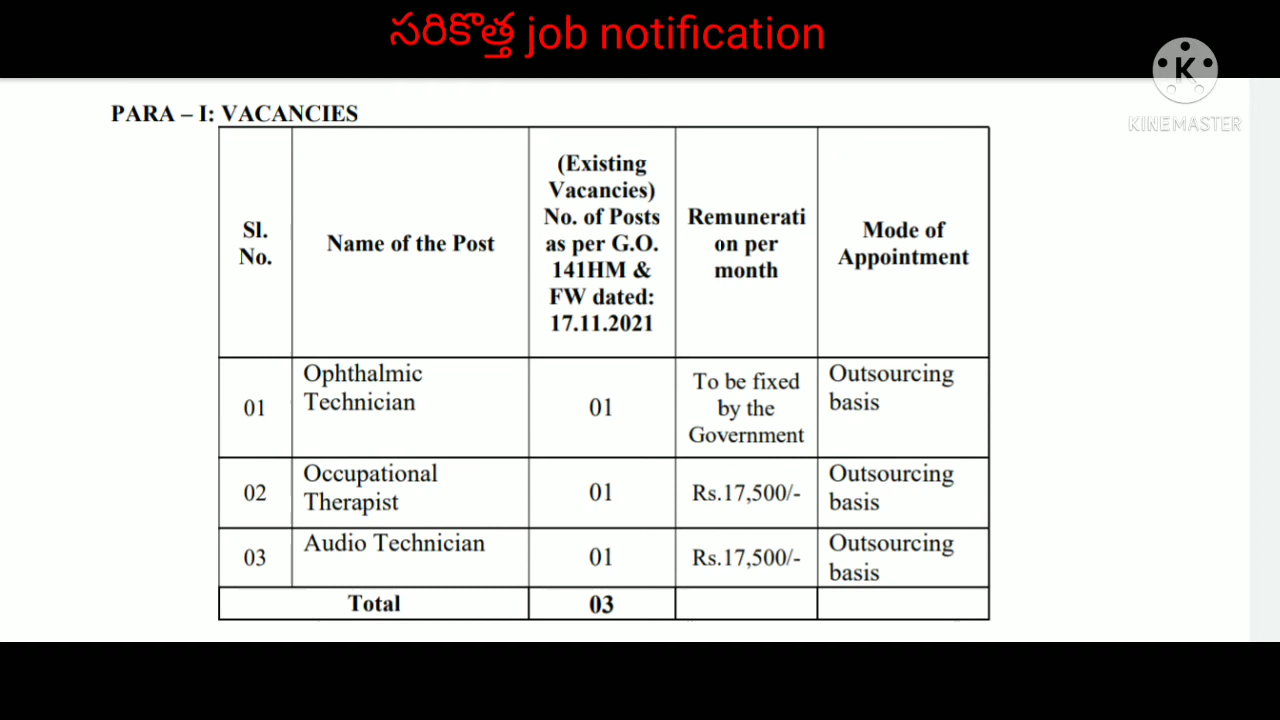 సరికొత్త job notification
K
KINEMASTER
PARA – I: VACANCIES
Sl.
No.
Name of the Post
(Existing
Vacancies)
No. of Posts
as per G.O.
141HM &
FW dated:
17.11.2021
Remunerati
on per
month
Mode of
Appointment
01
Ophthalmic
Technician
01
To be fixed
by the
Government
Outsourcing
basis
02
Occupational
Therapist
01
Rs.17,500/-
Outsourcing
basis
03
Audio Technician
01
Rs.17,500/-
Outsourcing
basis
Total
03